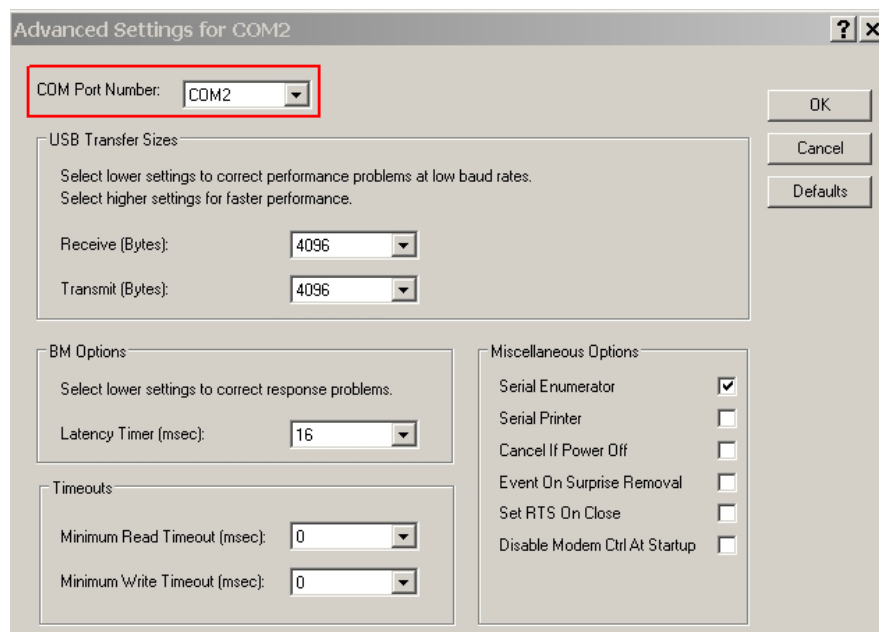 Advanced Settings for COM2
COM Port Number: COM2
OK
USB Transfer Sizes
Cancel
Select lower settings to correct performance problems at low baud rates.
Select higher settings for faster performance.
Defaults
Receive (Bytes): 4096
Transmit (Bytes): 4096
BM Options
Select lower settings to correct response problems.
Latency Timer (msec): 16
Timeouts
Minimum Read Timeout (msec): 0
Minimum Write Timeout (msec): 0
Miscellaneous Options
Serial Enumerator
Serial Printer
Cancel If Power Off
Event On Surprise Removal
Set RTS On Close
Disable Modem Ctrl At Startup